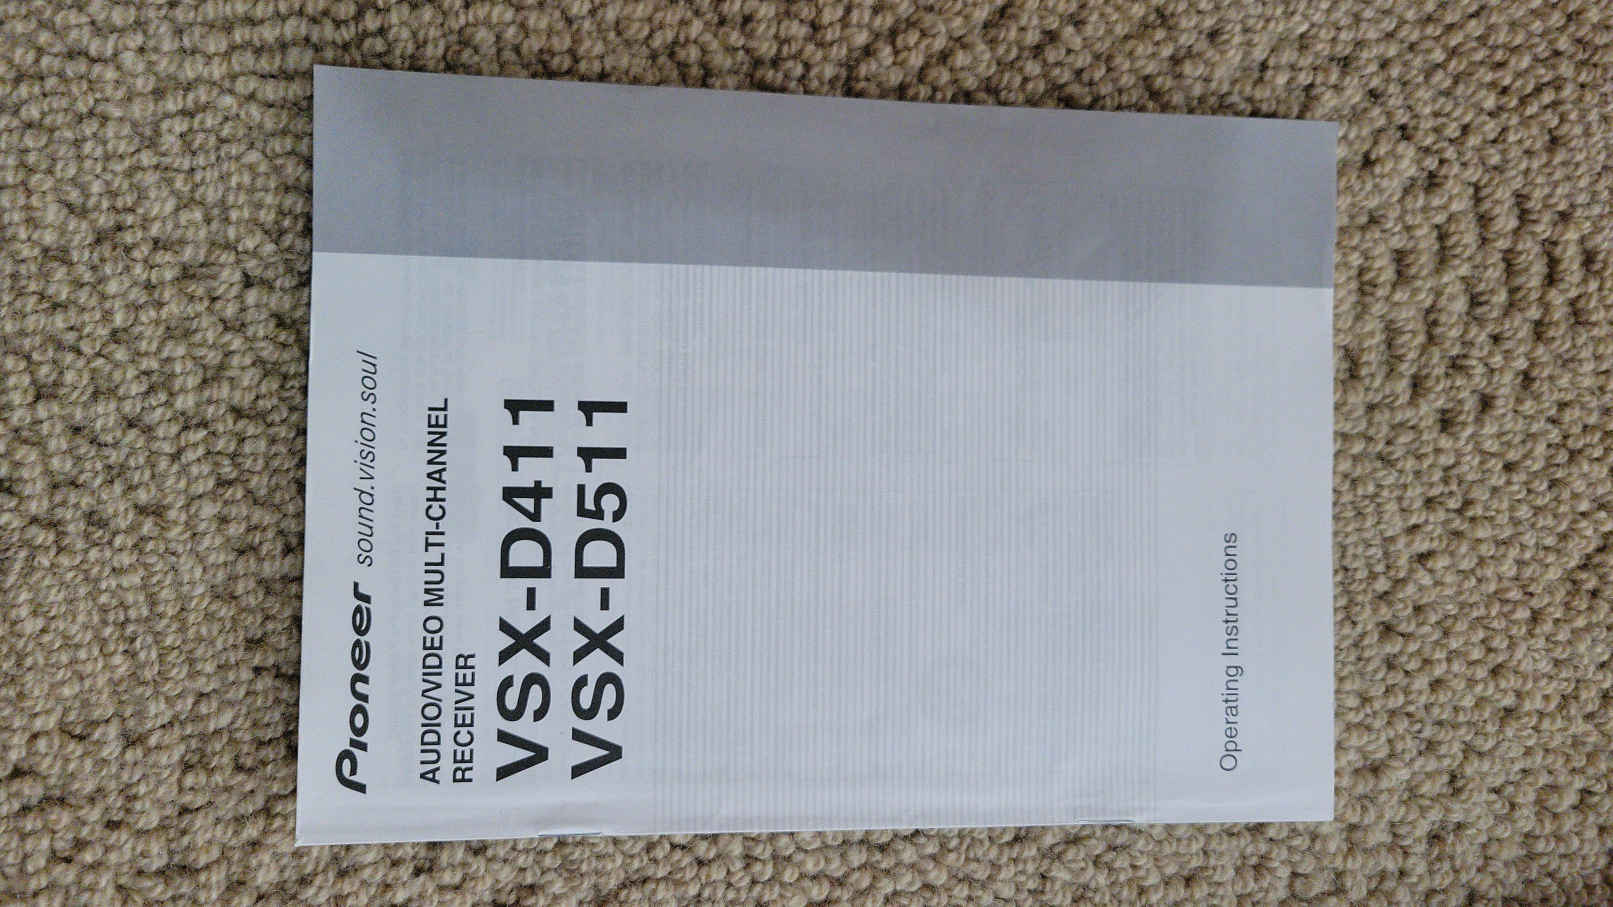 Pioneer sound.vision.soul
AUDIO/VIDEO MULTI-CHANNEL
RECEIVER
VSX-D411
VSX-D511
Operating Instructions